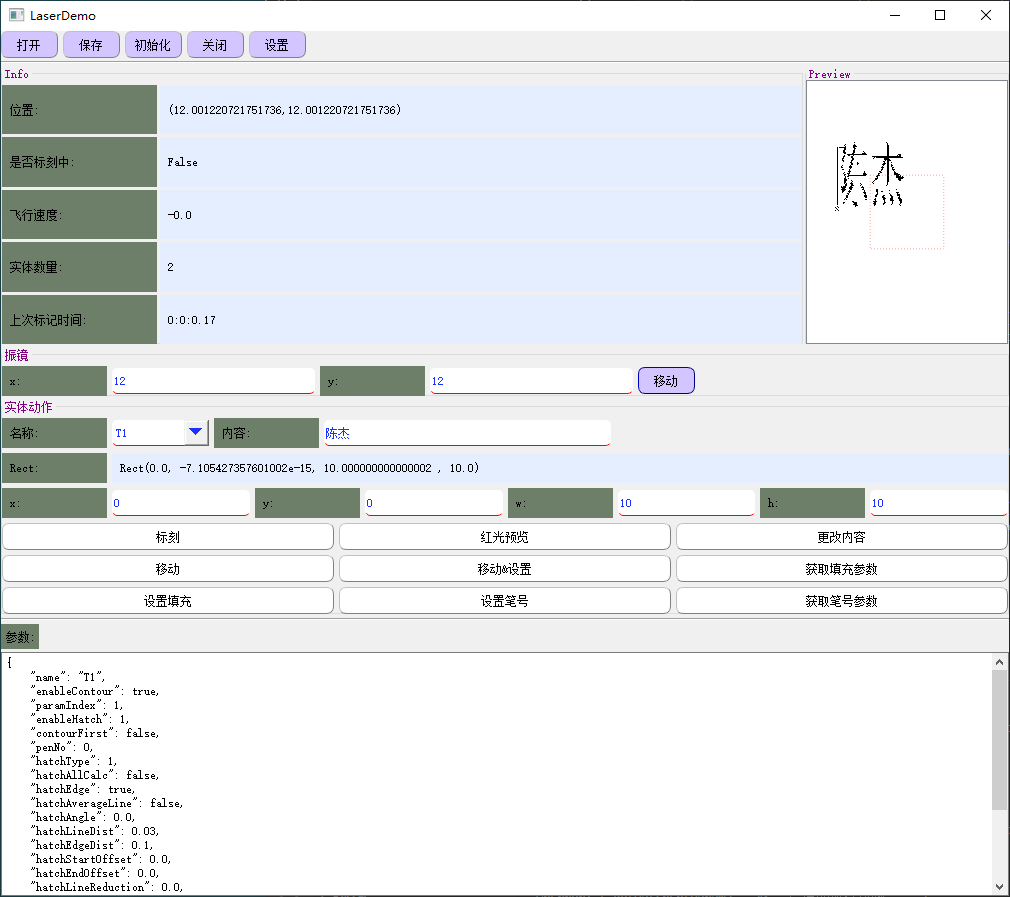 LaserDemo
打开 保存 初始化 关闭 设置
Info Preview
位置: (12.001220721751736,12.001220721751736)
陈杰
是否标刻中: False
飞行速度: -0.0
实体数量: 2
上次标记时间: 0:0:0.17
振镜
x: 12 y: 12 移动
实体动作
名称: T1 内容: 陈杰
Rect: Rect(0.0, -7.105427357601002e-15, 10.000000000000002 , 10.0)
x: 0 y: 0 w: 10 h: 10
标刻 红光预览 更改内容
移动 移动&设置 获取填充参数
设置填充 设置笔号 获取笔号参数
参数:
{
"name": "T1",
"enableContour": true,
"paramIndex": 1,
"enableHatch": 1,
"contourFirst": false,
"penNo": 0,
"hatchType": 1,
"hatchAllCalc": false,
"hatchEdge": true,
"hatchAverageLine": false,
"hatchAngle": 0.0,
"hatchLineDist": 0.03,
"hatchEdgeDist": 0.1,
"hatchStartOffset": 0.0,
"hatchEndOffset": 0.0,
"hatchLineReduction": 0.0,